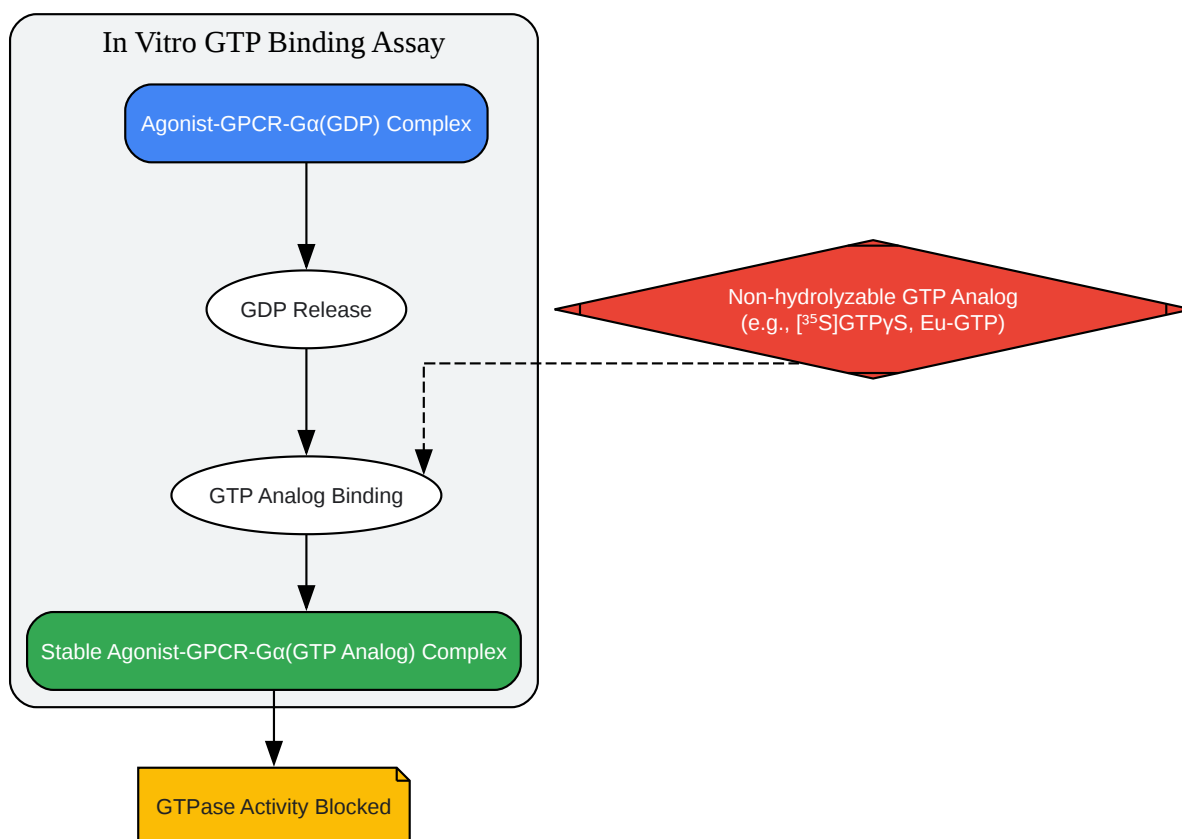 In Vitro GTP Binding Assay
Agonist-GPCR-Gα(GDP) Complex
GDP Release
Non-hydrolyzable GTP Analog
(e.g., [³⁵S]GTPγS, Eu-GTP)
GTP Analog Binding
Stable Agonist-GPCR-Gα(GTP Analog) Complex
GTPase Activity Blocked